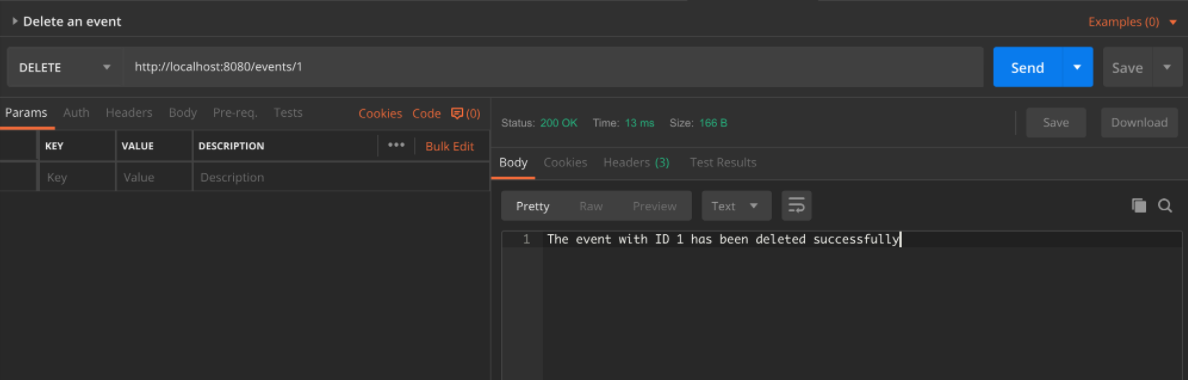 Delete an event
Examples (0)
DELETE http://localhost:8080/events/1 Send Save
Params Auth Headers Body Pre-req. Tests Cookies Code (0)
KEY VALUE DESCRIPTION ••• Bulk Edit
Key Value Description
Status: 200 OK Time: 13 ms Size: 166 B Save Download
Body Cookies Headers (3) Test Results
Pretty Raw Preview Text
1 The event with ID 1 has been deleted successfully